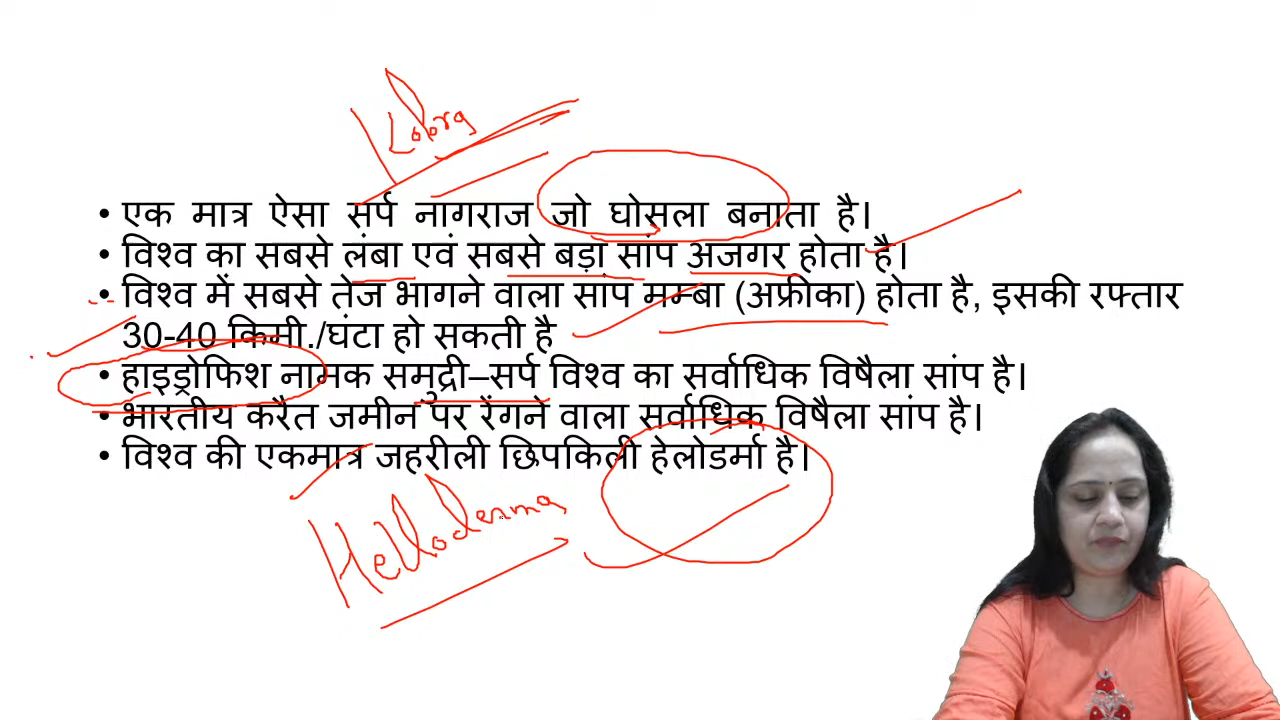 Kobra
• एक मात्र ऐसा सर्प नागराज जो घोसला बनाता है।
• विश्व का सबसे लंबा एवं सबसे बड़ा सांप अजगर होता है।
• विश्व में सबसे तेज भागने वाला सांप मम्बा (अफ्रीका) होता है, इसकी रफ्तार
30-40 किमी./घंटा हो सकती है
• हाइड्रोफिश नामक समुद्री–सर्प विश्व का सर्वाधिक विषैला सांप है।
• भारतीय करैत जमीन पर रेंगने वाला सर्वाधिक विषैला सांप है।
• विश्व की एकमात्र जहरीली छिपकिली हेलोडर्मा है।
Helloderma